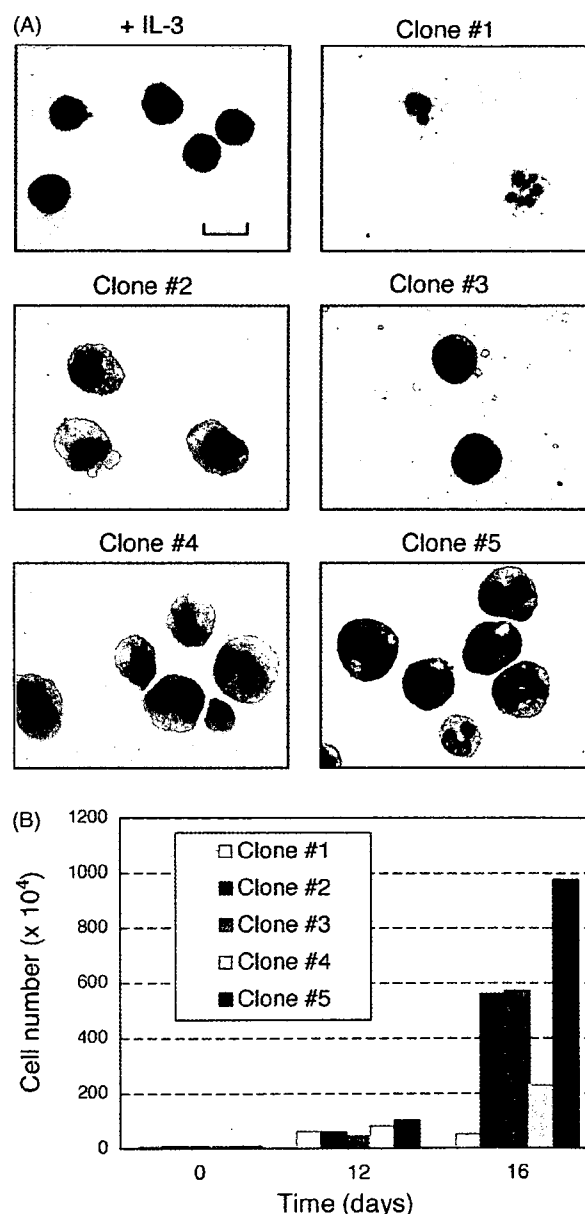 (A)
+ IL-3
Clone #1
Clone #2
Clone #3
Clone #4
Clone #5
(B)
1200
1000
800
600
400
200
0
Cell number (x 10⁴)
Clone #1
Clone #2
Clone #3
Clone #4
Clone #5
0
12
16
Time (days)